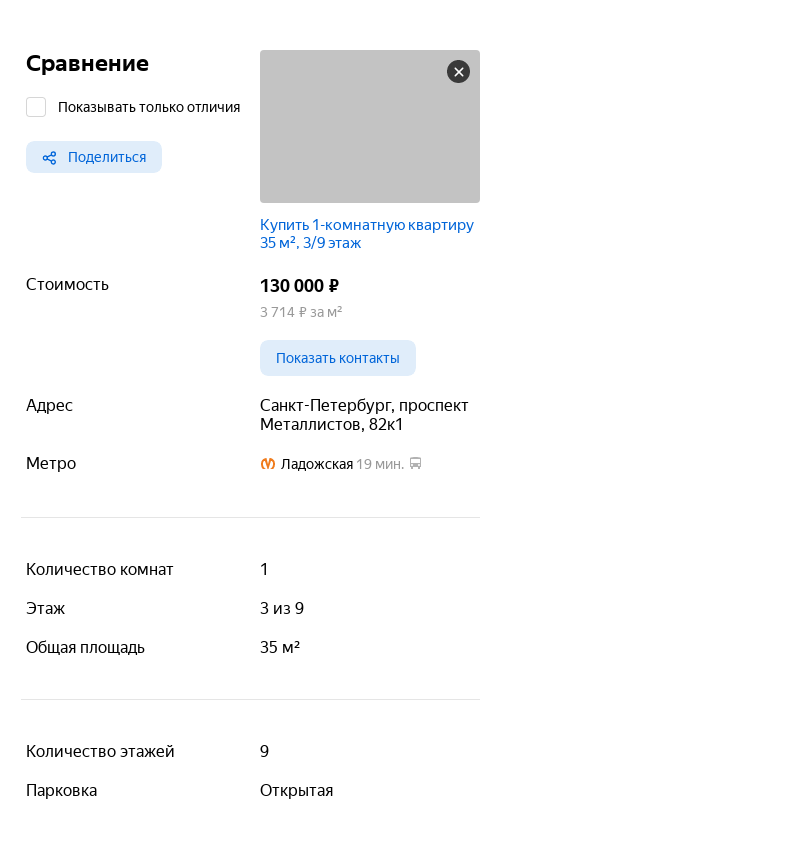 Сравнение
Показывать только отличия
Поделиться
Купить 1-комнатную квартиру
35 м², 3/9 этаж
Стоимость
130 000 ₽
3 714 ₽ за м²
Показать контакты
Адрес
Санкт-Петербург, проспект
Металлистов, 82к1
Метро
Ладожская 19 мин.
Количество комнат
1
Этаж
3 из 9
Общая площадь
35 м²
Количество этажей
9
Парковка
Открытая